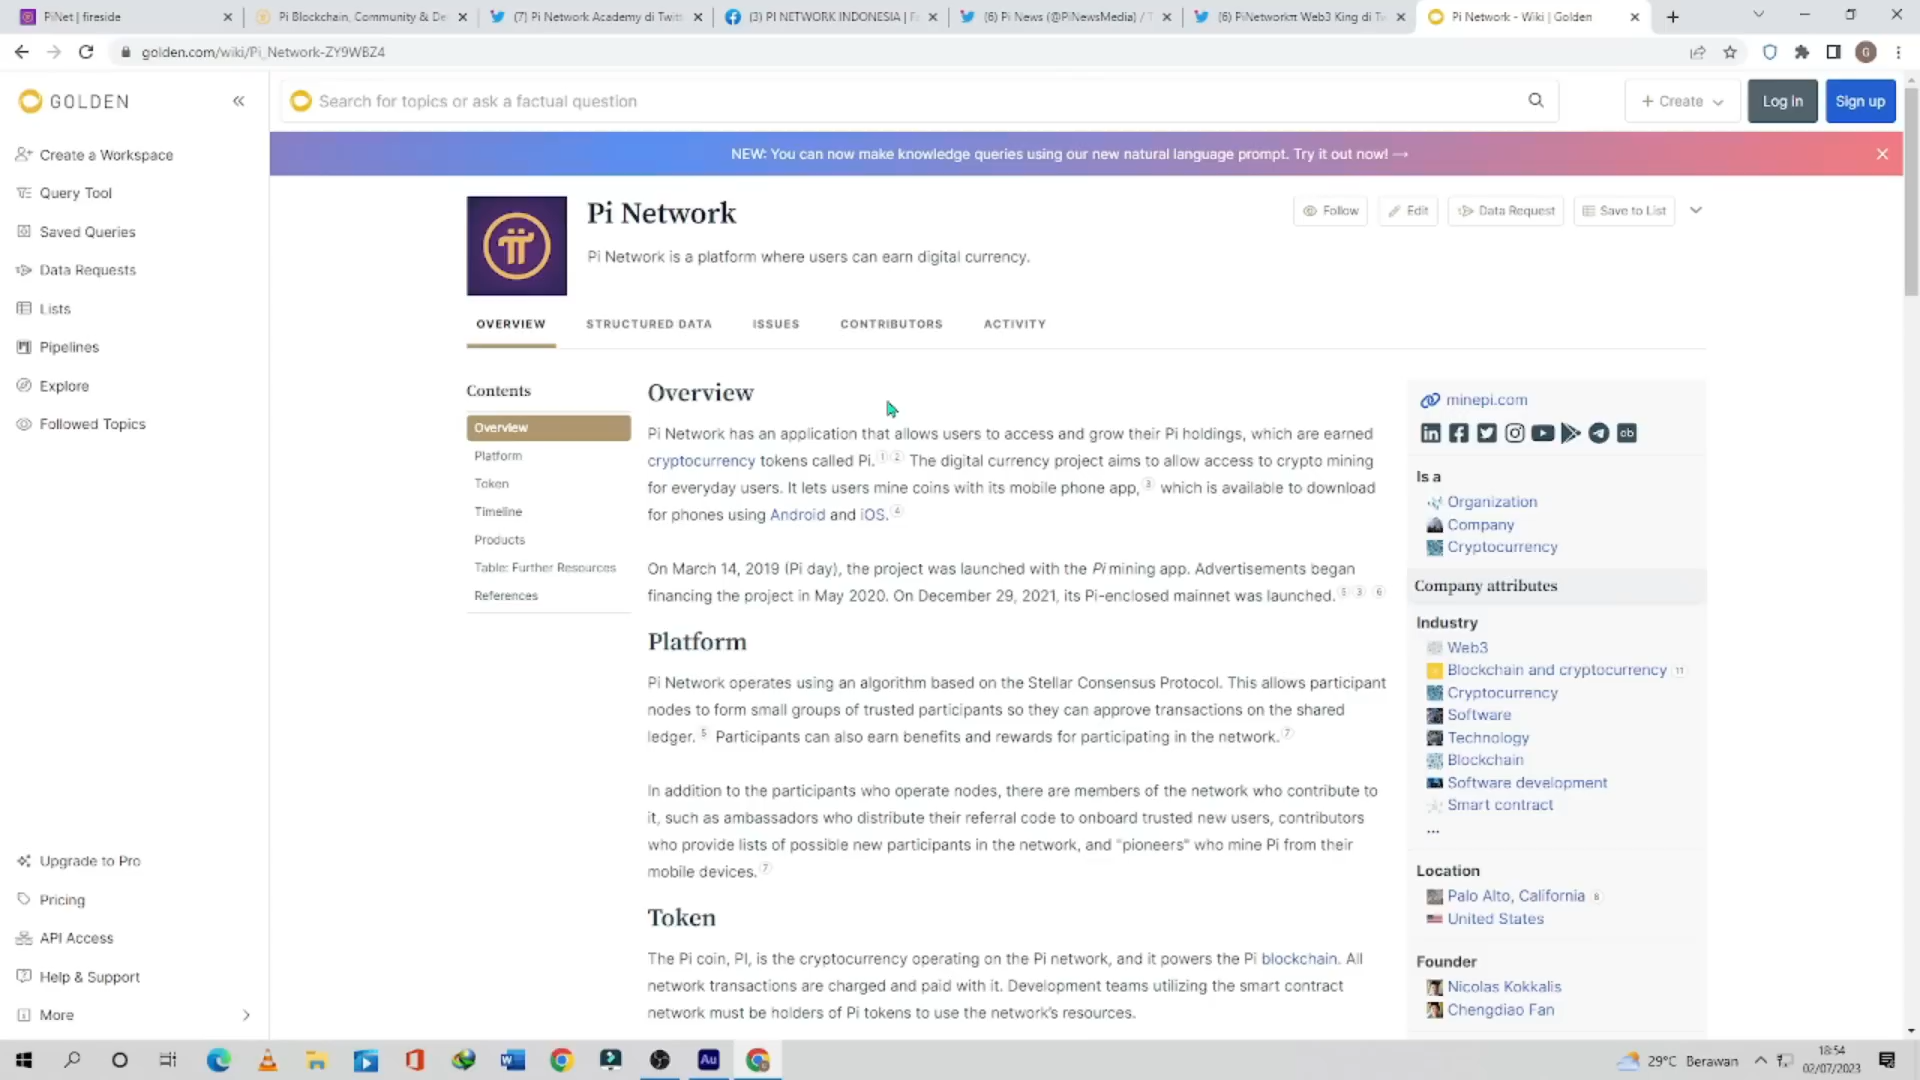 PiNet | fireside
Pi Blockchain, Community & De
(7) Pi Network Academy di Twitt
(3) PI NETWORK INDONESIA | F
(6) Pi News (@PiNewsMedia) / T
(6) PiNetworkπ Web3 King di Tw
Pi Network - Wiki | Golden
golden.com/wiki/Pi_Network-ZY9WBZ4
G
GOLDEN
Search for topics or ask a factual question
+ Create
Log in
Sign up
NEW: You can now make knowledge queries using our new natural language prompt. Try it out now! →
Create a Workspace
Query Tool
Saved Queries
Data Requests
Lists
Pipelines
Explore
Followed Topics
Upgrade to Pro
Pricing
API Access
Help & Support
More
Pi Network
Pi Network is a platform where users can earn digital currency.
Follow
Edit
Data Request
Save to List
OVERVIEW
STRUCTURED DATA
ISSUES
CONTRIBUTORS
ACTIVITY
Contents
Overview
Platform
Token
Timeline
Products
Table: Further Resources
References
Overview
Pi Network has an application that allows users to access and grow their Pi holdings, which are earned
cryptocurrency tokens called Pi. 1 2 The digital currency project aims to allow access to crypto mining
for everyday users. It lets users mine coins with its mobile phone app, 3 which is available to download
for phones using Android and iOS. 4
On March 14, 2019 (Pi day), the project was launched with the Pi mining app. Advertisements began
financing the project in May 2020. On December 29, 2021, its Pi-enclosed mainnet was launched. 5 3 6
Platform
Pi Network operates using an algorithm based on the Stellar Consensus Protocol. This allows participant
nodes to form small groups of trusted participants so they can approve transactions on the shared
ledger. 5 Participants can also earn benefits and rewards for participating in the network. 7
In addition to the participants who operate nodes, there are members of the network who contribute to
it, such as ambassadors who distribute their referral code to onboard trusted new users, contributors
who provide lists of possible new participants in the network, and "pioneers" who mine Pi from their
mobile devices. 7
Token
The Pi coin, PI, is the cryptocurrency operating on the Pi network, and it powers the Pi blockchain. All
network transactions are charged and paid with it. Development teams utilizing the smart contract
network must be holders of Pi tokens to use the network's resources.
minepi.com
cb
Is a
Organization
Company
Cryptocurrency
Company attributes
Industry
Web3
Blockchain and cryptocurrency 11
Cryptocurrency
Software
Technology
Blockchain
Software development
Smart contract
...
Location
Palo Alto, California 8
United States
Founder
Nicolas Kokkalis
Chengdiao Fan
Au
29°C Berawan
18:54
02/07/2023